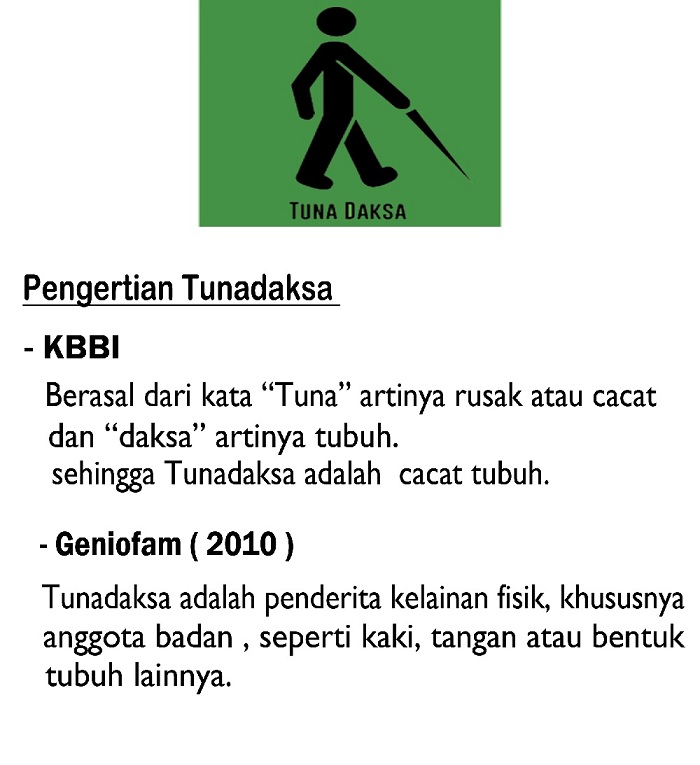 TUNA DAKSA
Pengertian Tunadaksa
- KBBI
Berasal dari kata “Tuna” artinya rusak atau cacat
dan “daksa” artinya tubuh.
sehingga Tunadaksa adalah cacat tubuh.
- Geniofam ( 2010 )
Tunadaksa adalah penderita kelainan fisik, khususnya
anggota badan , seperti kaki, tangan atau bentuk
tubuh lainnya.